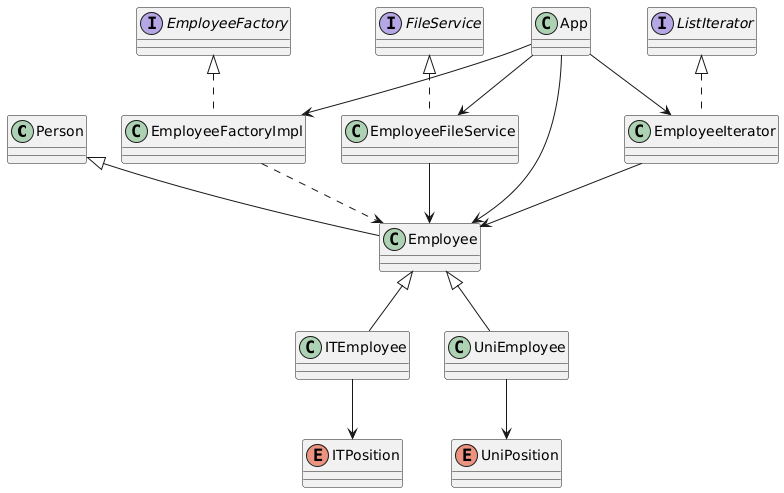 I EmployeeFactory
I FileService
C App
I ListIterator
C Person
C EmployeeFactoryImpl
C EmployeeFileService
C EmployeeIterator
C Employee
C ITEmployee
C UniEmployee
E ITPosition
E UniPosition